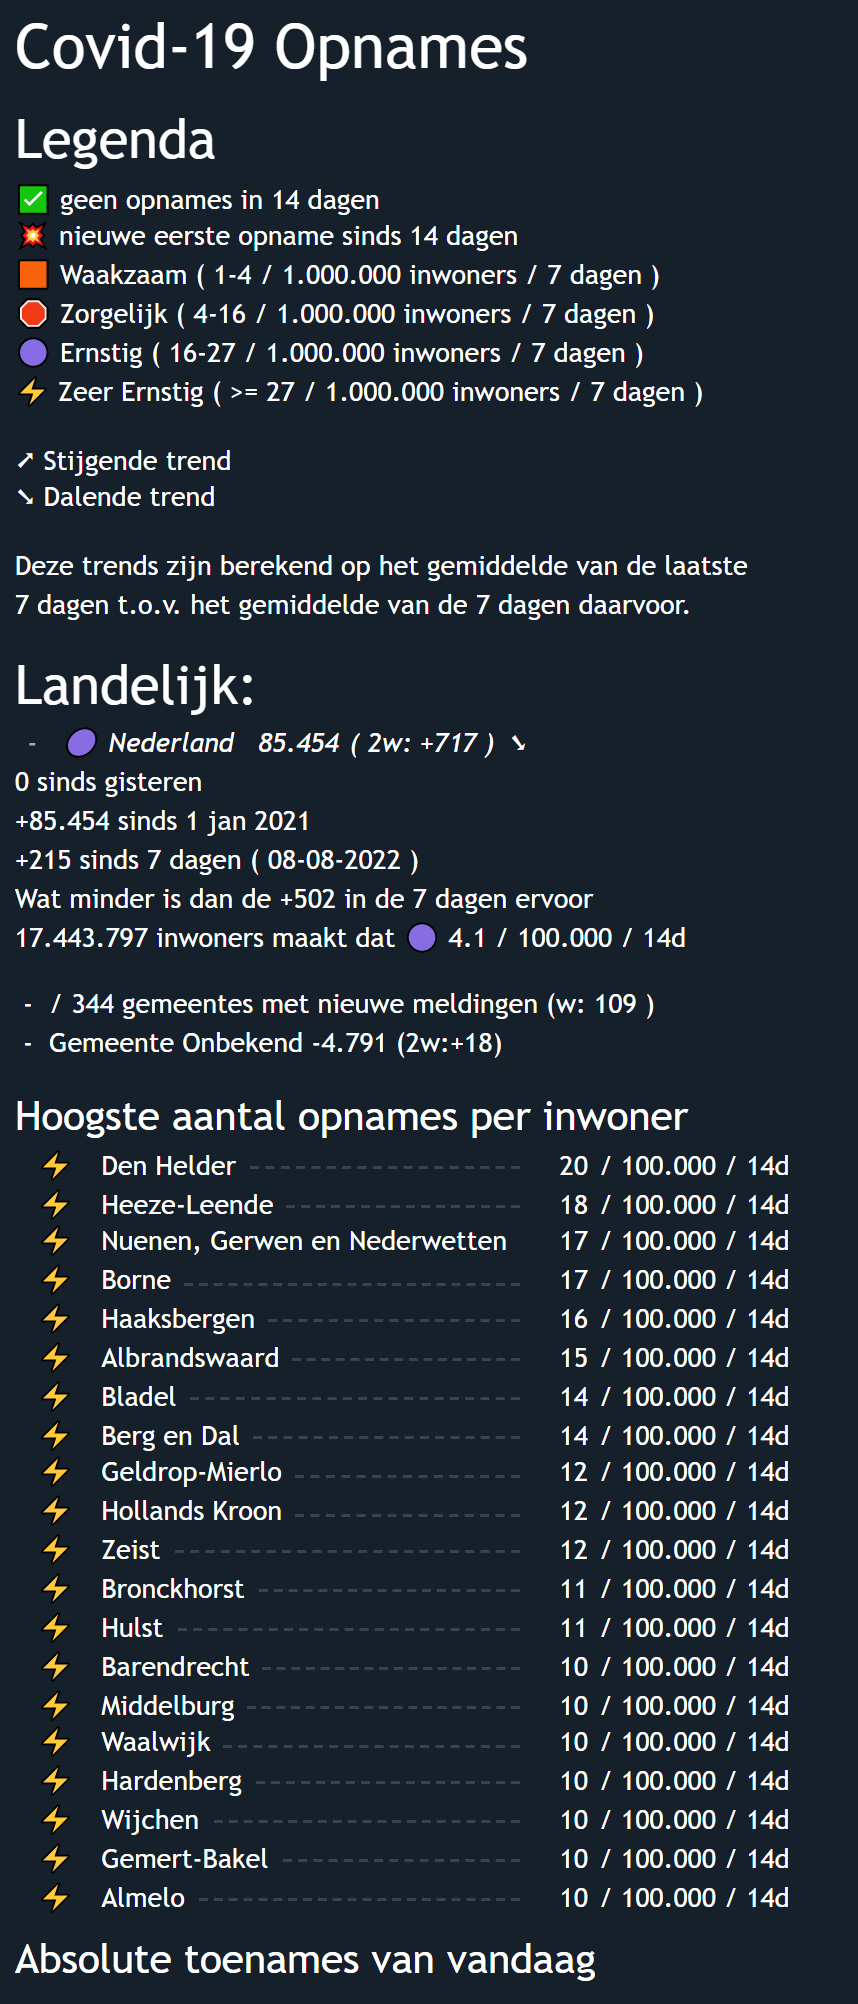 Covid-19 Opnames
Legenda
✅ geen opnames in 14 dagen
💥 nieuwe eerste opname sinds 14 dagen
🟧 Waakzaam ( 1-4 / 1.000.000 inwoners / 7 dagen )
🛑 Zorgelijk ( 4-16 / 1.000.000 inwoners / 7 dagen )
🟣 Ernstig ( 16-27 / 1.000.000 inwoners / 7 dagen )
⚡ Zeer Ernstig ( >= 27 / 1.000.000 inwoners / 7 dagen )
➚ Stijgende trend
➘ Dalende trend
Deze trends zijn berekend op het gemiddelde van de laatste
7 dagen t.o.v. het gemiddelde van de 7 dagen daarvoor.
Landelijk:
- 🟣 Nederland 85.454 ( 2w: +717 ) ➘
0 sinds gisteren
+85.454 sinds 1 jan 2021
+215 sinds 7 dagen ( 08-08-2022 )
Wat minder is dan de +502 in de 7 dagen ervoor
17.443.797 inwoners maakt dat 🟣 4.1 / 100.000 / 14d
- / 344 gemeentes met nieuwe meldingen (w: 109 )
- Gemeente Onbekend -4.791 (2w:+18)
Hoogste aantal opnames per inwoner
⚡ Den Helder 20 / 100.000 / 14d
⚡ Heeze-Leende 18 / 100.000 / 14d
⚡ Nuenen, Gerwen en Nederwetten 17 / 100.000 / 14d
⚡ Borne 17 / 100.000 / 14d
⚡ Haaksbergen 16 / 100.000 / 14d
⚡ Albrandswaard 15 / 100.000 / 14d
⚡ Bladel 14 / 100.000 / 14d
⚡ Berg en Dal 14 / 100.000 / 14d
⚡ Geldrop-Mierlo 12 / 100.000 / 14d
⚡ Hollands Kroon 12 / 100.000 / 14d
⚡ Zeist 12 / 100.000 / 14d
⚡ Bronckhorst 11 / 100.000 / 14d
⚡ Hulst 11 / 100.000 / 14d
⚡ Barendrecht 10 / 100.000 / 14d
⚡ Middelburg 10 / 100.000 / 14d
⚡ Waalwijk 10 / 100.000 / 14d
⚡ Hardenberg 10 / 100.000 / 14d
⚡ Wijchen 10 / 100.000 / 14d
⚡ Gemert-Bakel 10 / 100.000 / 14d
⚡ Almelo 10 / 100.000 / 14d
Absolute toenames van vandaag